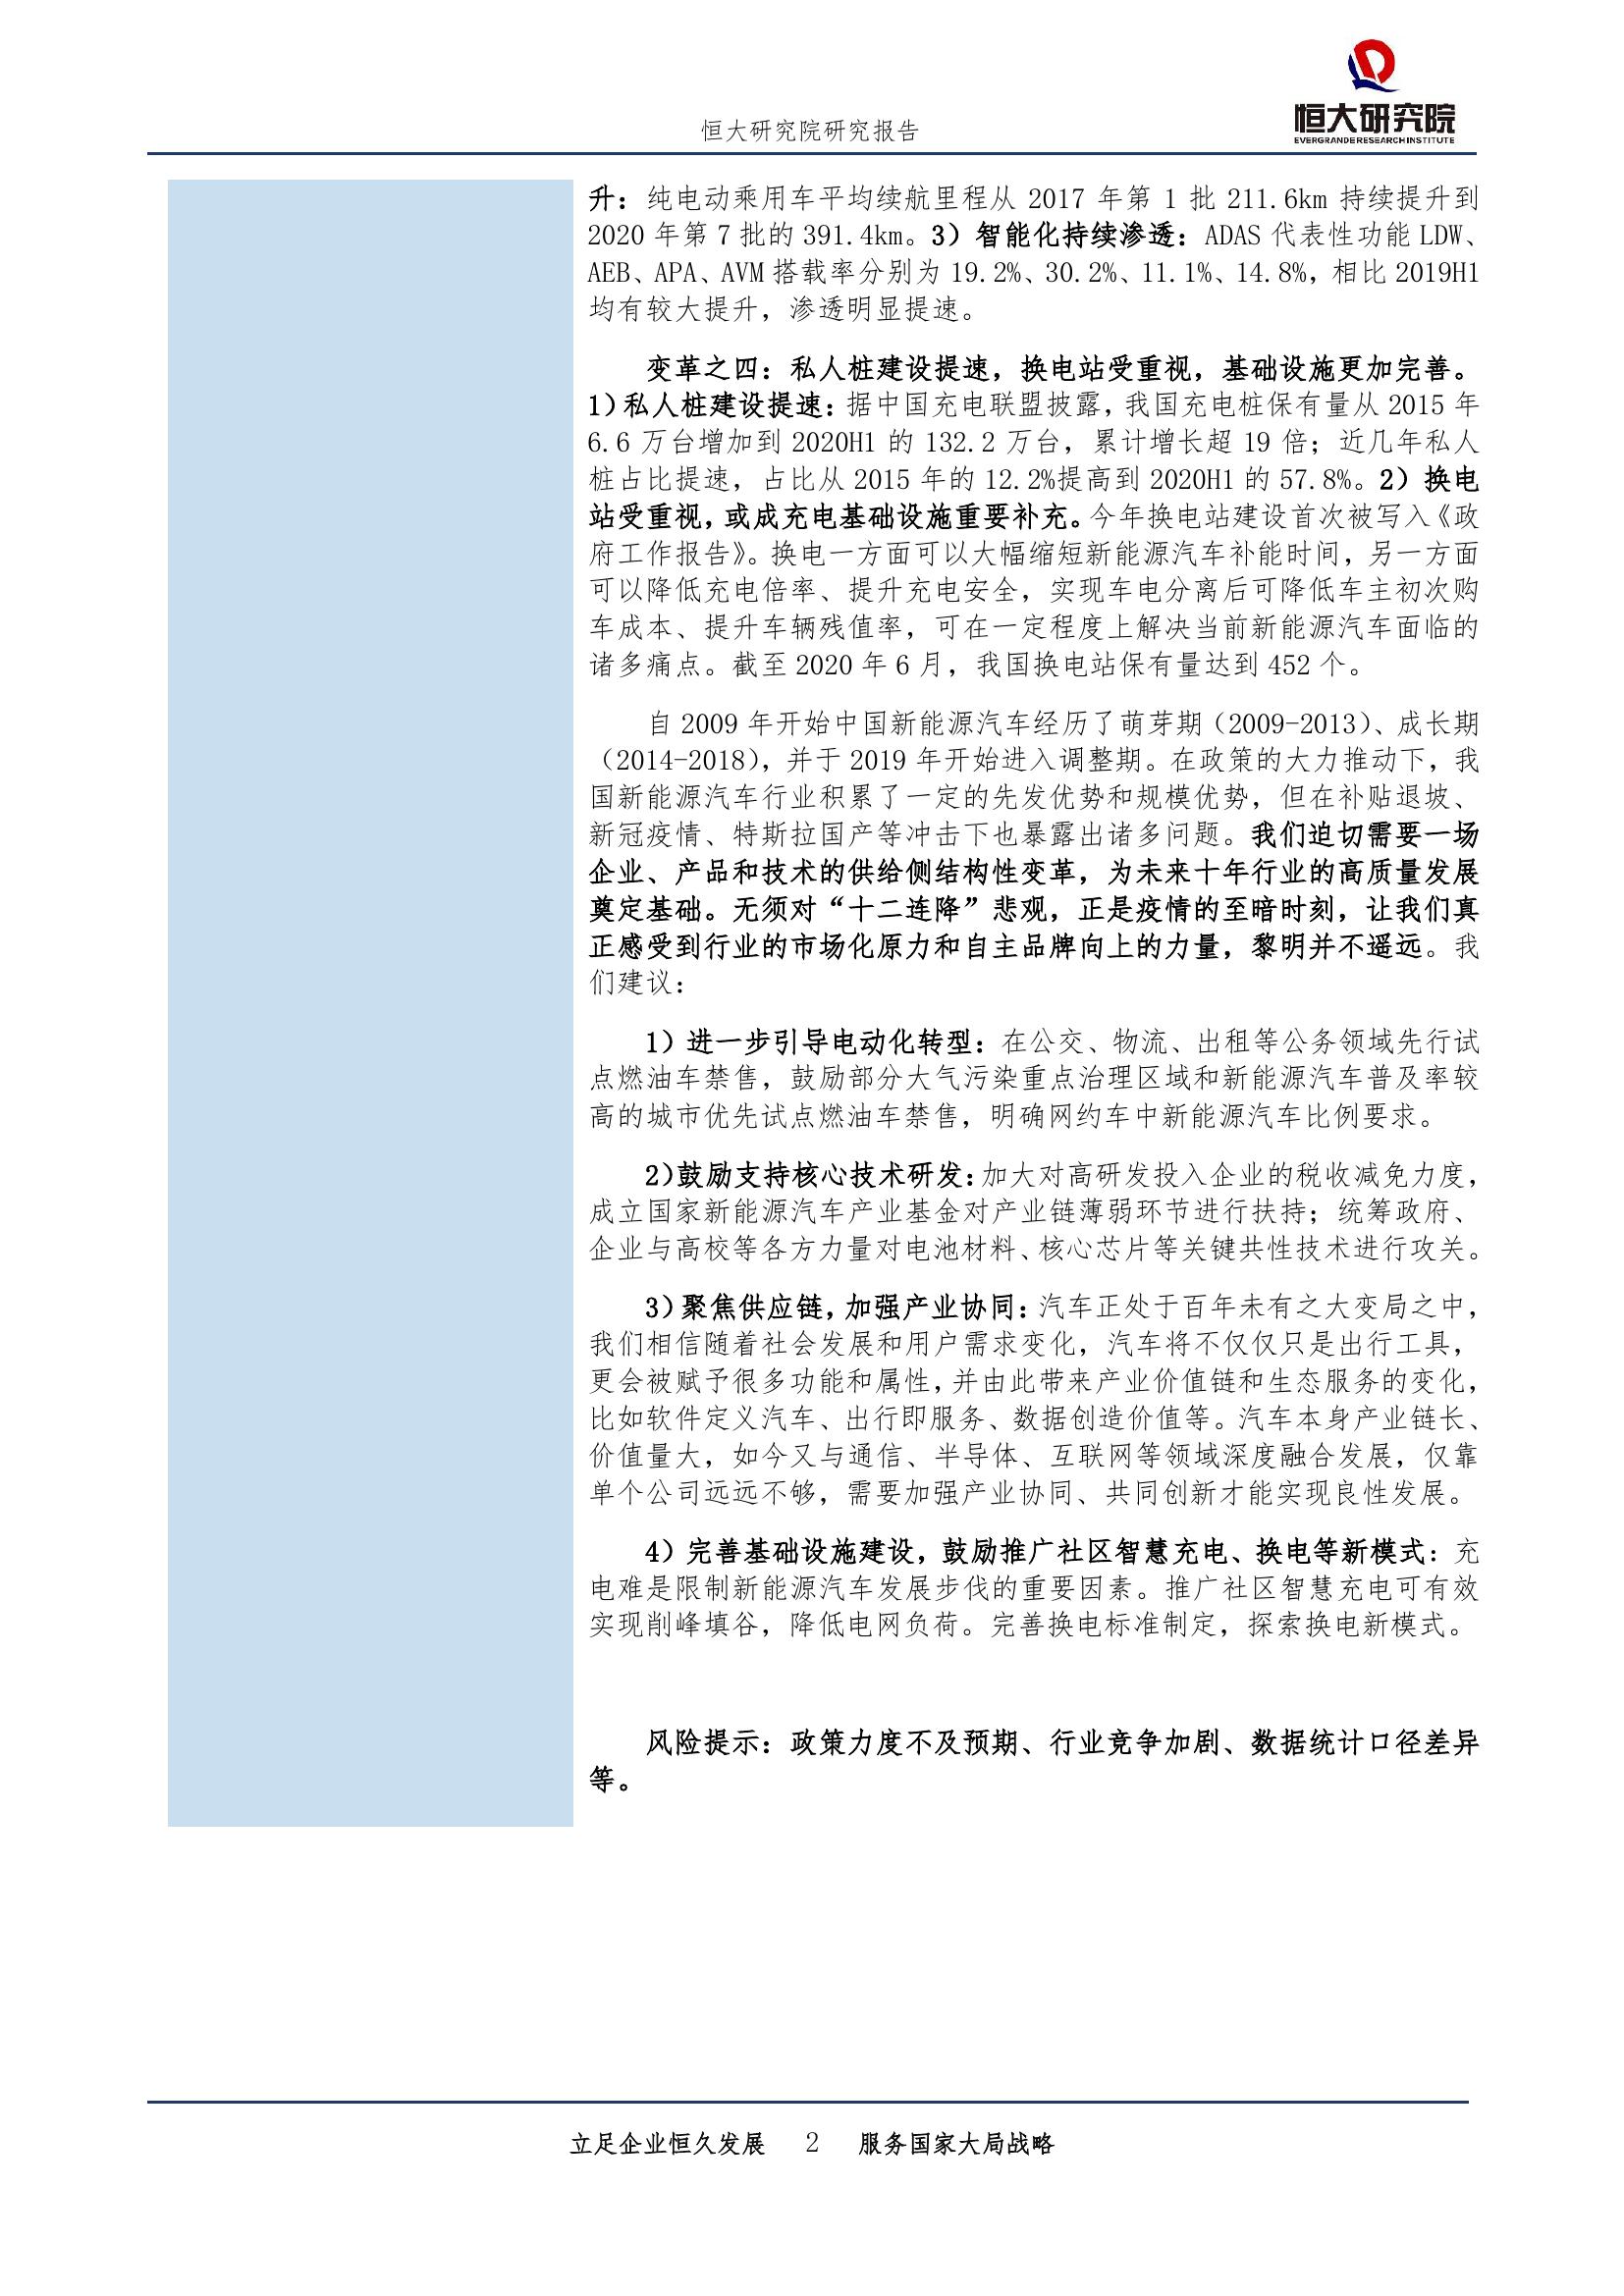 恒大研究院研究报告
恒大研究院
EVERGRANDE RESEARCH INSTITUTE
升：纯电动乘用车平均续航里程从 2017 年第 1 批 211.6km 持续提升到
2020 年第 7 批的 391.4km。3）智能化持续渗透：ADAS 代表性功能 LDW、
AEB、APA、AVM 搭载率分别为 19.2%、30.2%、11.1%、14.8%，相比 2019H1
均有较大提升，渗透明显提速。
变革之四：私人桩建设提速，换电站受重视，基础设施更加完善。
1）私人桩建设提速：据中国充电联盟披露，我国充电桩保有量从 2015 年
6.6 万台增加到 2020H1 的 132.2 万台，累计增长超 19 倍；近几年私人
桩占比提速，占比从 2015 年的 12.2%提高到 2020H1 的 57.8%。2）换电
站受重视，或成充电基础设施重要补充。今年换电站建设首次被写入《政
府工作报告》。换电一方面可以大幅缩短新能源汽车补能时间，另一方面
可以降低充电倍率、提升充电安全，实现车电分离后可降低车主初次购
车成本、提升车辆残值率，可在一定程度上解决当前新能源汽车面临的
诸多痛点。截至 2020 年 6 月，我国换电站保有量达到 452 个。
自 2009 年开始中国新能源汽车经历了萌芽期（2009-2013）、成长期
（2014-2018），并于 2019 年开始进入调整期。在政策的大力推动下，我
国新能源汽车行业积累了一定的先发优势和规模优势，但在补贴退坡、
新冠疫情、特斯拉国产等冲击下也暴露出诸多问题。我们迫切需要一场
企业、产品和技术的供给侧结构性变革，为未来十年行业的高质量发展
奠定基础。无须对“十二连降”悲观，正是疫情的至暗时刻，让我们真
正感受到行业的市场化原力和自主品牌向上的力量，黎明并不遥远。我
们建议：
1）进一步引导电动化转型：在公交、物流、出租等公务领域先行试
点燃油车禁售，鼓励部分大气污染重点治理区域和新能源汽车普及率较
高的城市优先试点燃油车禁售，明确网约车中新能源汽车比例要求。
2）鼓励支持核心技术研发：加大对高研发投入企业的税收减免力度，
成立国家新能源汽车产业基金对产业链薄弱环节进行扶持；统筹政府、
企业与高校等各方力量对电池材料、核心芯片等关键共性技术进行攻关。
3）聚焦供应链，加强产业协同：汽车正处于百年未有之大变局之中，
我们相信随着社会发展和用户需求变化，汽车将不仅仅只是出行工具，
更会被赋予很多功能和属性，并由此带来产业价值链和生态服务的变化，
比如软件定义汽车、出行即服务、数据创造价值等。汽车本身产业链长、
价值量大，如今又与通信、半导体、互联网等领域深度融合发展，仅靠
单个公司远远不够，需要加强产业协同、共同创新才能实现良性发展。
4）完善基础设施建设，鼓励推广社区智慧充电、换电等新模式：充
电难是限制新能源汽车发展步伐的重要因素。推广社区智慧充电可有效
实现削峰填谷，降低电网负荷。完善换电标准制定，探索换电新模式。
风险提示：政策力度不及预期、行业竞争加剧、数据统计口径差异
等。
立足企业恒久发展 2 服务国家大局战略